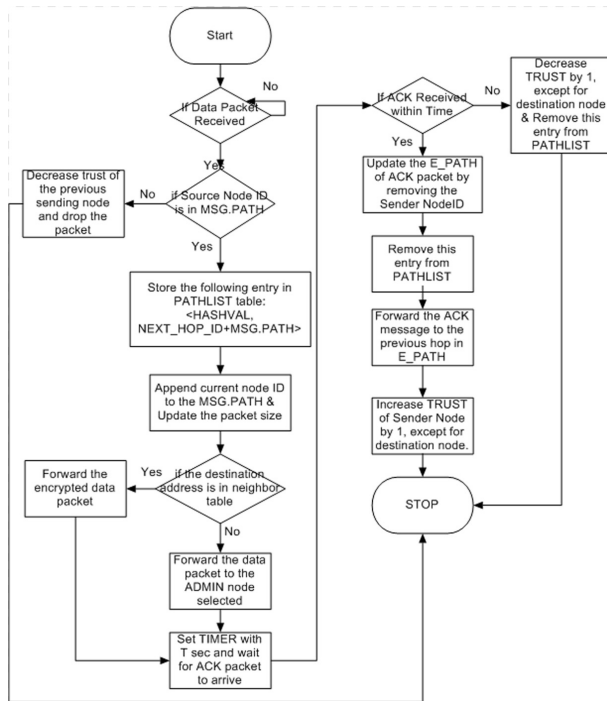 Start
No
If Data Packet
Received
Yes
Decrease trust of
the previous
sending node
and drop the
packet
No
if Source Node ID
is in MSG.PATH
Yes
Store the following entry in
PATHLIST table:
<HASHVAL,
NEXT_HOP_ID+MSG.PATH>
Append current node ID
to the MSG.PATH &
Update the packet size
Forward the
encrypted data
packet
Yes
if the destination
address is in neighbor
table
No
Forward the data
packet to the
ADMIN node
selected
Set TIMER with
T sec and wait
for ACK packet
to arrive
If ACK Received
within Time
No
Decrease
TRUST by 1,
except for
destination node
& Remove this
entry from
PATHLIST
Yes
Update the E_PATH
of ACK packet by
removing the
Sender NodeID
Remove this
entry from
PATHLIST
Forward the ACK
message to the
previous hop in
E_PATH
Increase TRUST
of Sender Node
by 1, except for
destination node.
STOP